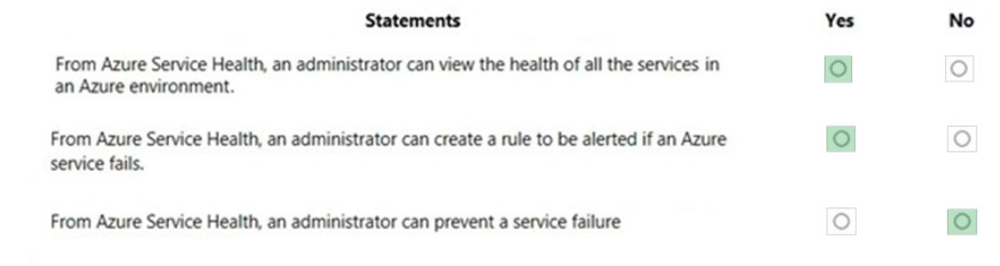 Statements Yes No
From Azure Service Health, an administrator can view the health of all the services in
an Azure environment.
From Azure Service Health, an administrator can create a rule to be alerted if an Azure
service fails.
From Azure Service Health, an administrator can prevent a service failure